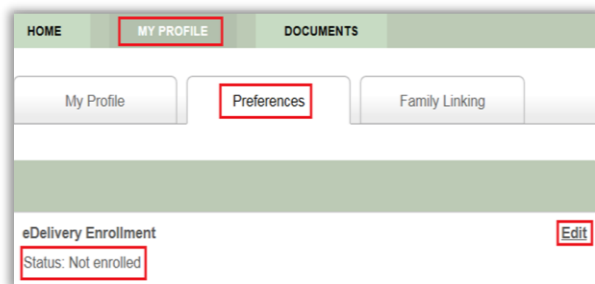 HOME MY PROFILE DOCUMENTS
My Profile Preferences Family Linking
eDelivery Enrollment Edit
Status: Not enrolled